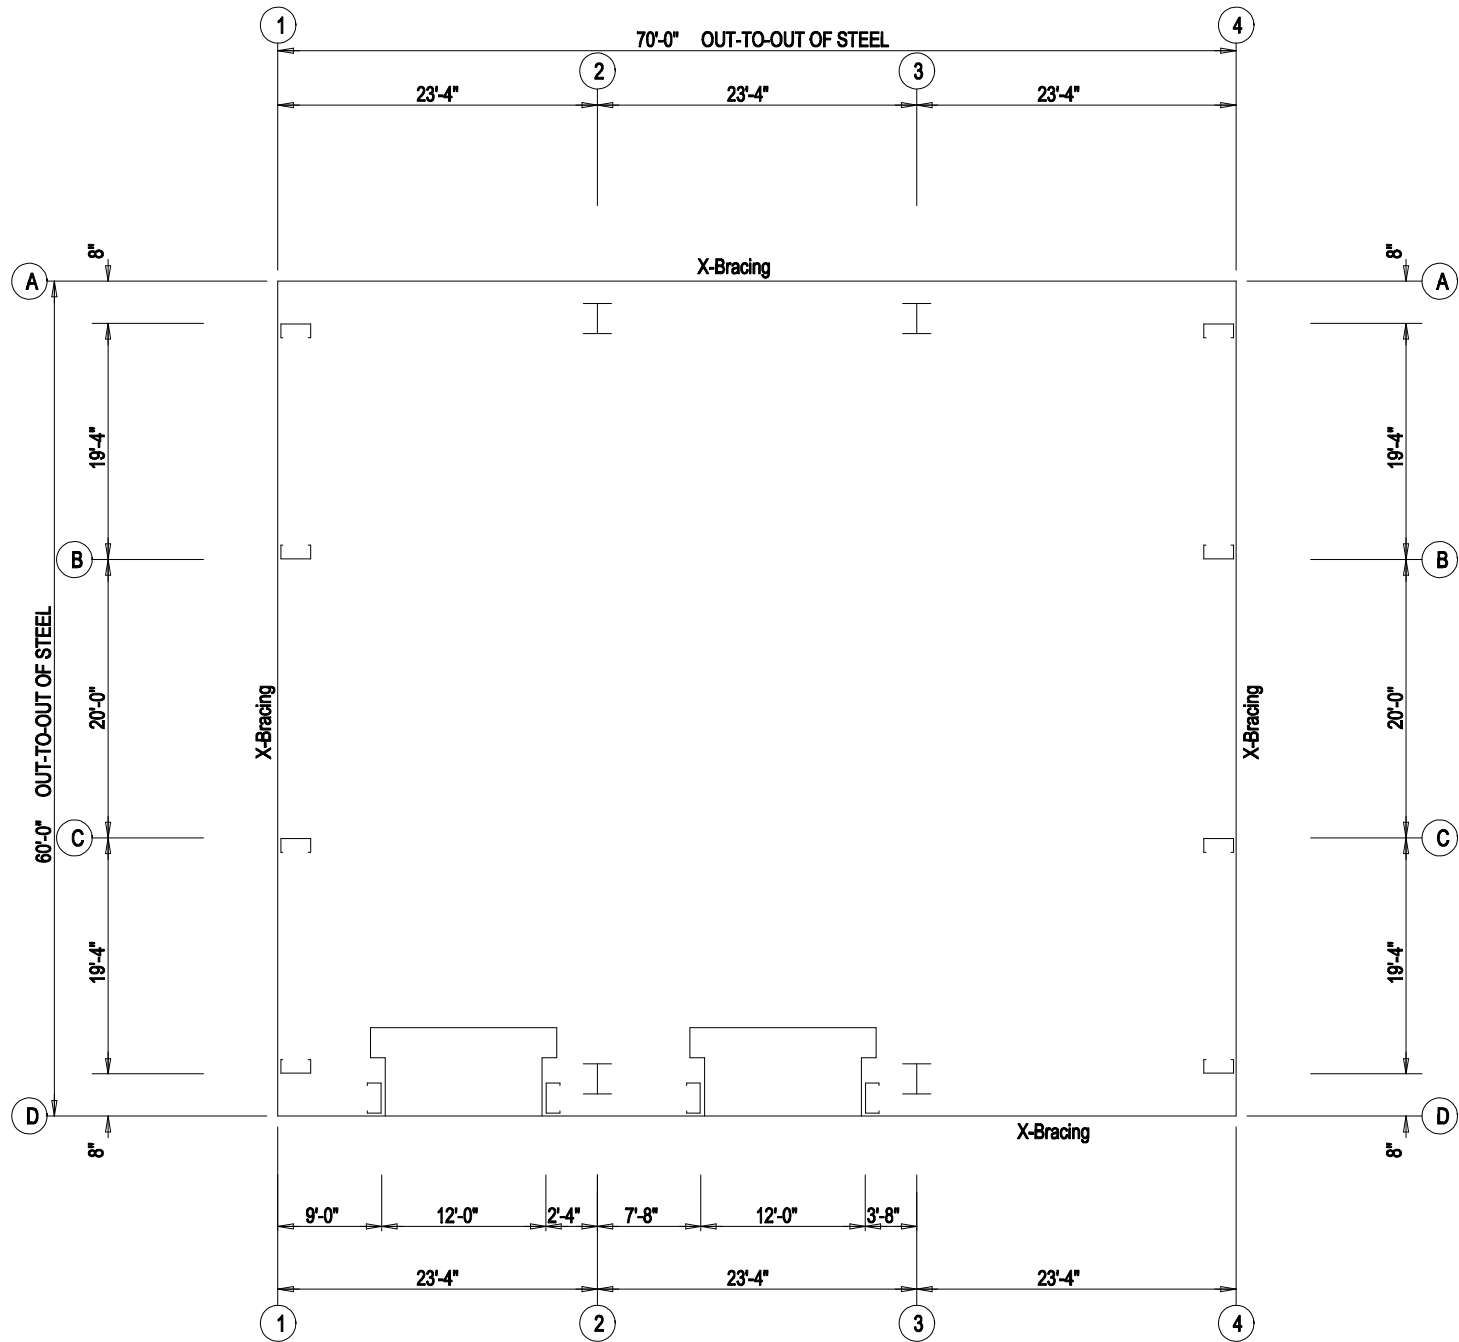 1
4
70'-0" OUT-TO-OUT OF STEEL
2
3
23'-4"
23'-4"
23'-4"
8"
8"
X-Bracing
A
A
19'-4"
19'-4"
B
B
60'-0" OUT-TO-OUT OF STEEL
20'-0"
X-Bracing
X-Bracing
20'-0"
C
C
19'-4"
19'-4"
D
D
X-Bracing
8"
8"
9'-0"
12'-0"
2'-4"
7'-8"
12'-0"
3'-8"
23'-4"
23'-4"
23'-4"
1
2
3
4